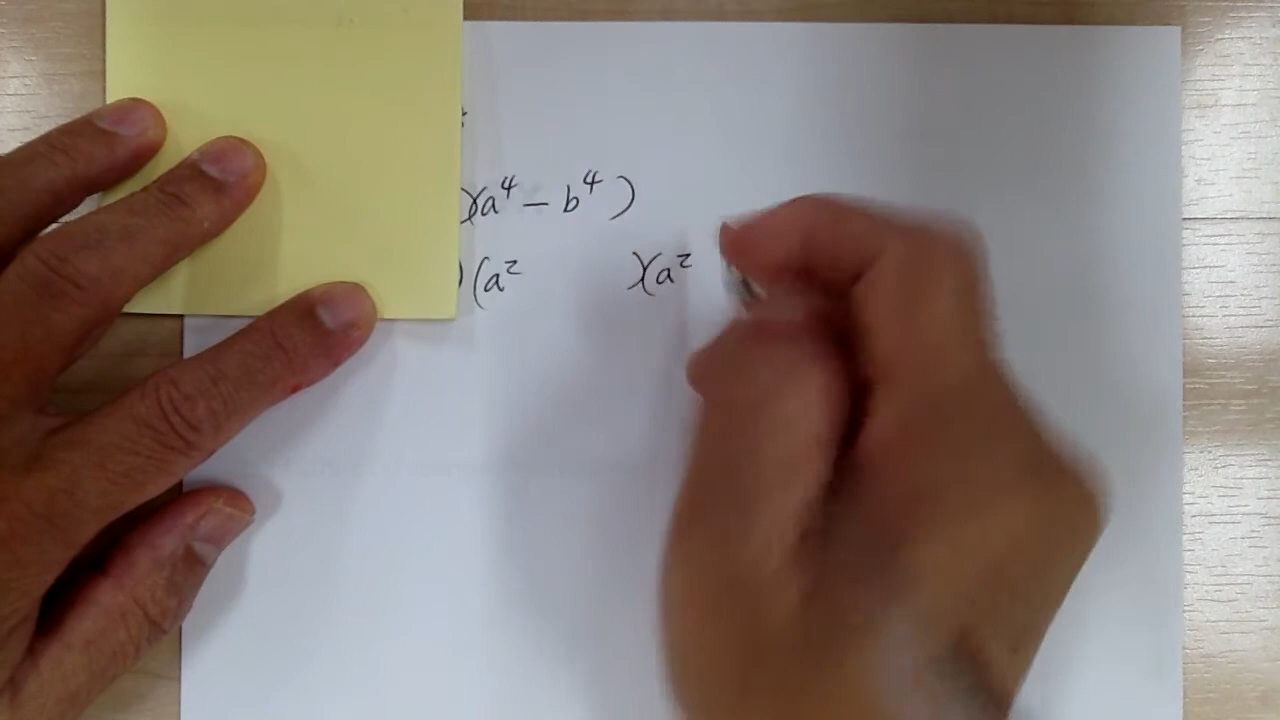 )(a⁴ – b⁴)
)(a²      )(a²